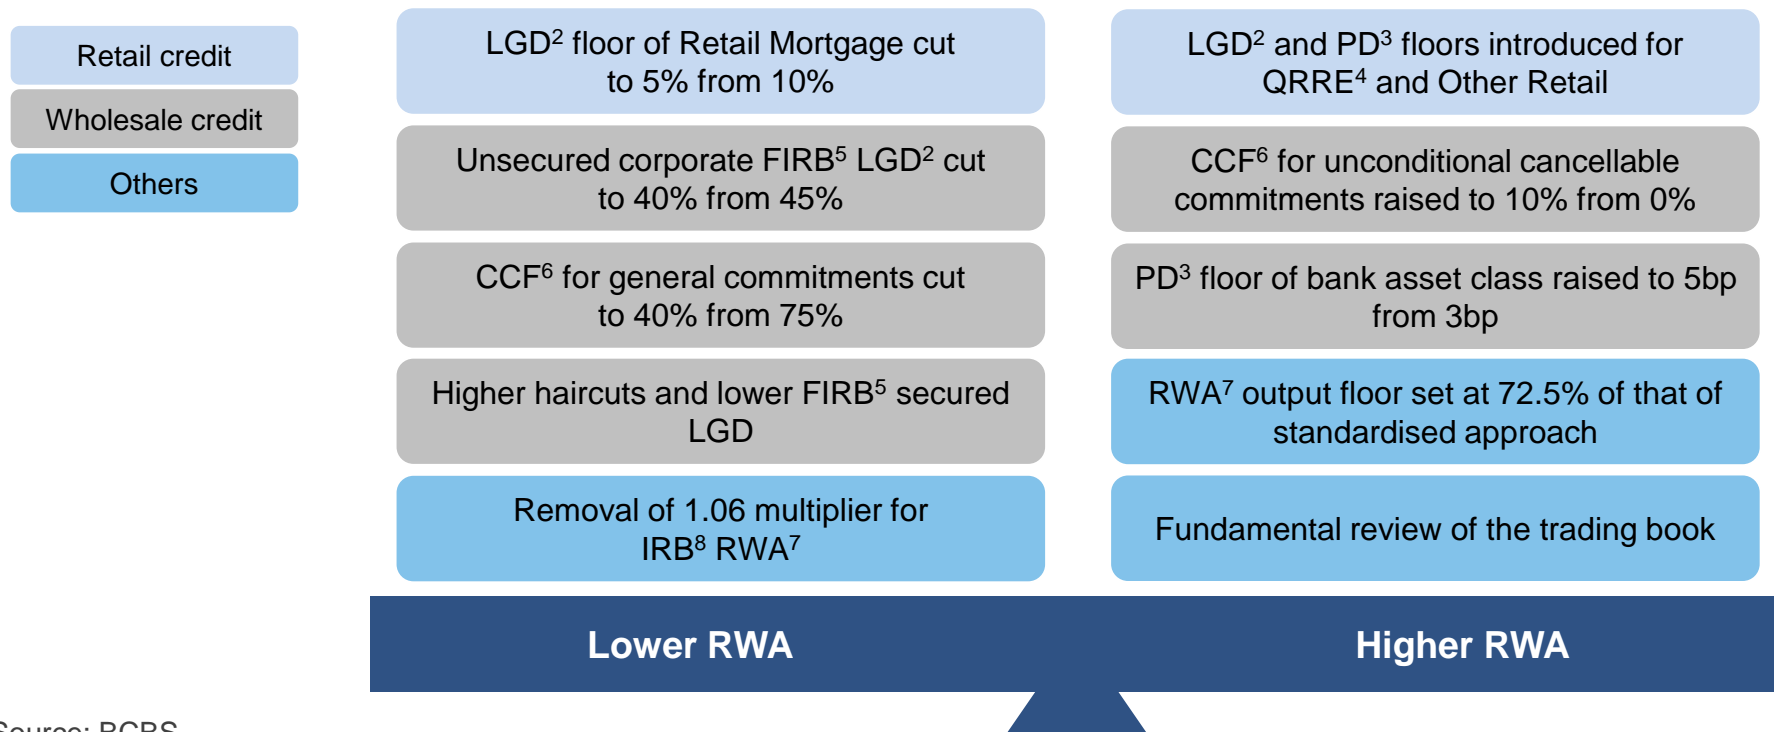 Retail credit
Wholesale credit
Others
LGD² floor of Retail Mortgage cut
to 5% from 10%
Unsecured corporate FIRB⁵ LGD² cut
to 40% from 45%
CCF⁶ for general commitments cut
to 40% from 75%
Higher haircuts and lower FIRB⁵ secured
LGD
Removal of 1.06 multiplier for
IRB⁸ RWA⁷
LGD² and PD³ floors introduced for
QRRE⁴ and Other Retail
CCF⁶ for unconditional cancellable
commitments raised to 10% from 0%
PD³ floor of bank asset class raised to 5bp
from 3bp
RWA⁷ output floor set at 72.5% of that of
standardised approach
Fundamental review of the trading book
Lower RWA
Higher RWA
Source: BCBS